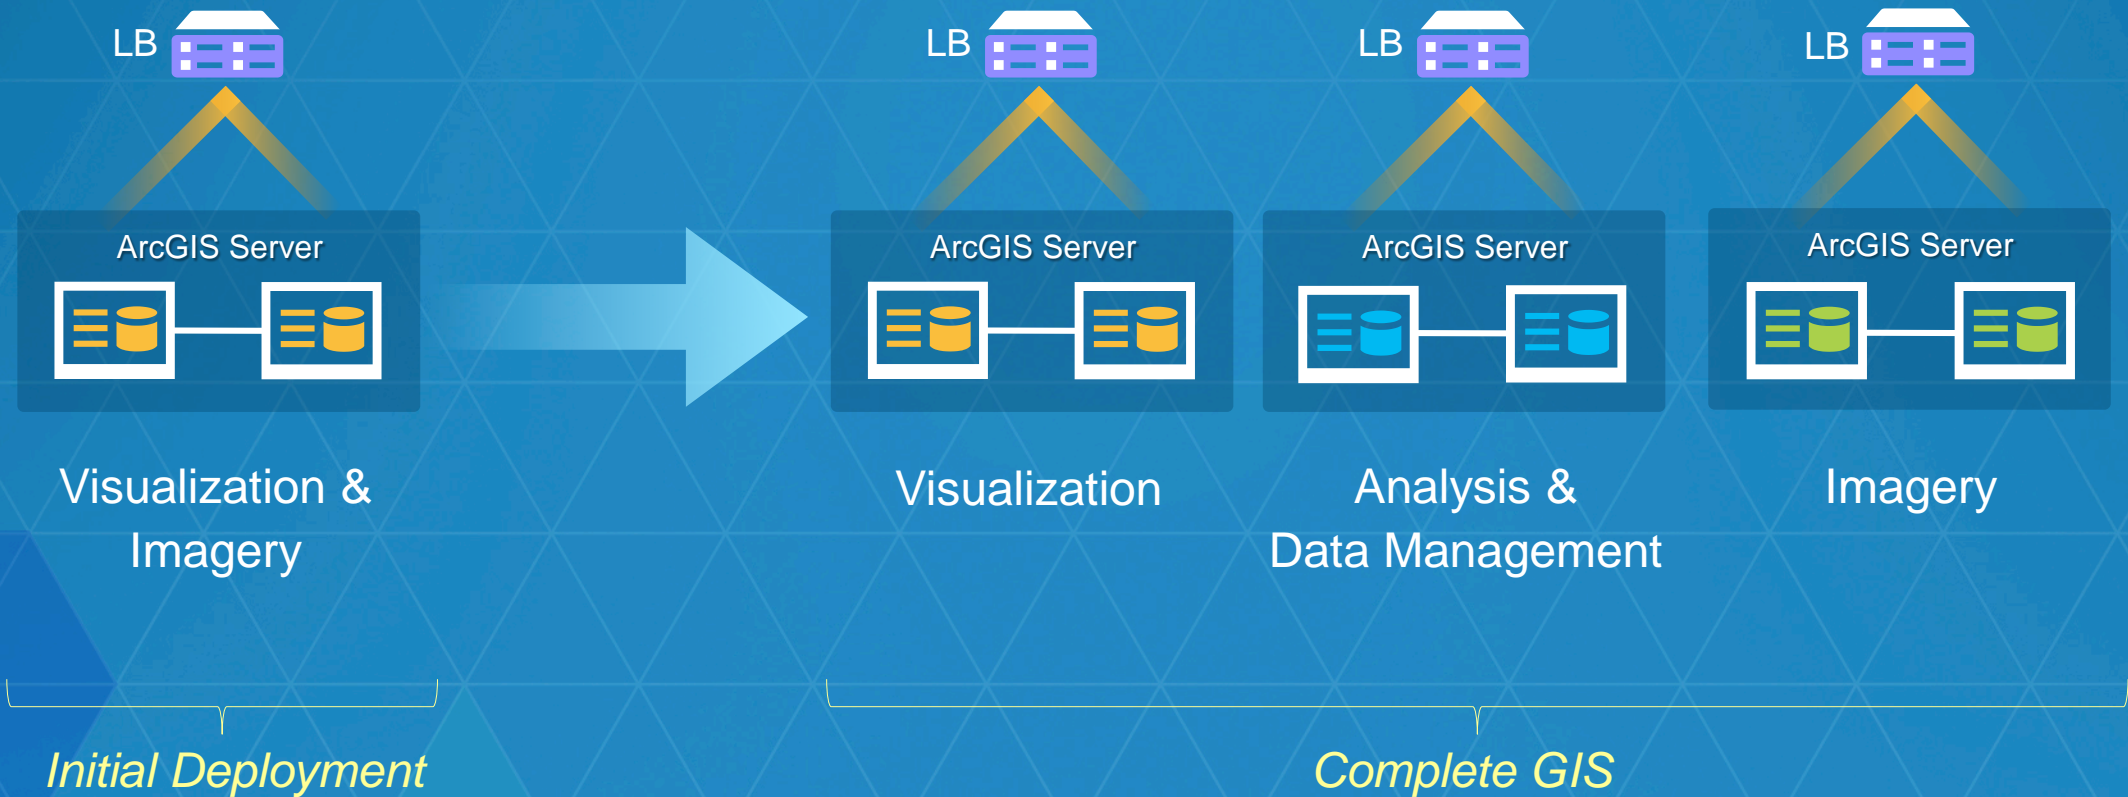 LB
LB
LB
LB
ArcGIS Server
ArcGIS Server
ArcGIS Server
ArcGIS Server
Visualization &
Imagery
Visualization
Analysis &
Data Management
Imagery
Initial Deployment
Complete GIS